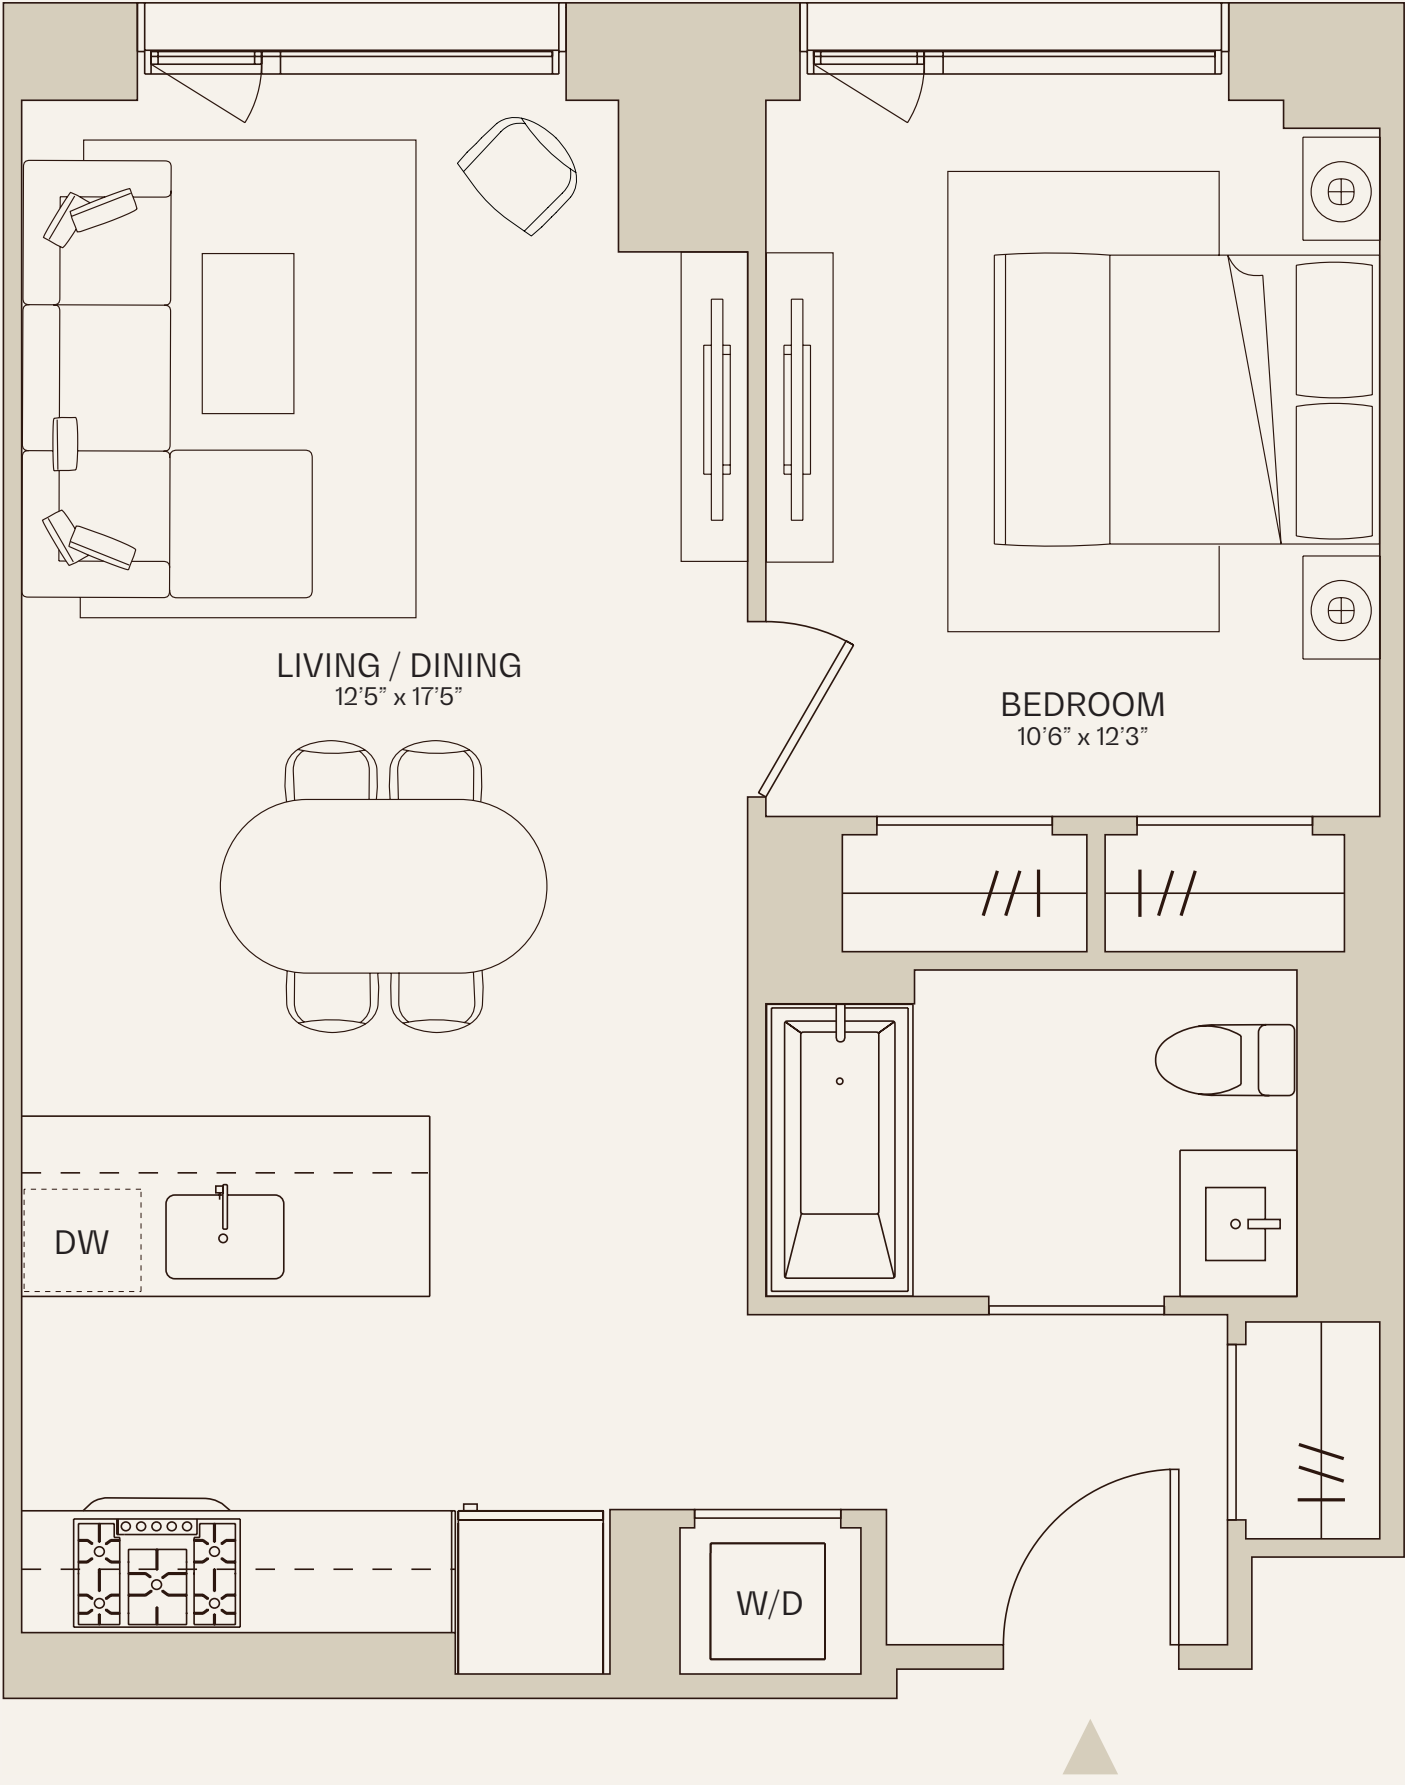 LIVING / DINING
12’5” x 17’5”
BEDROOM
10’6” x 12’3”
DW
W/D